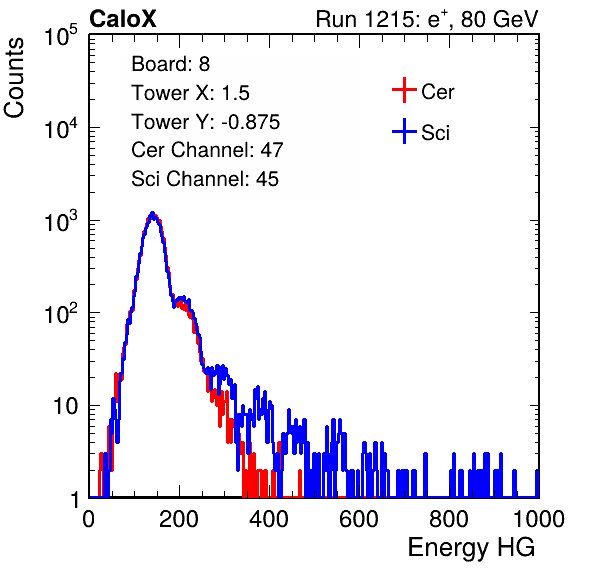 CaloX Run 1215: e⁺, 80 GeV
Counts
10⁵
10⁴
10³
10²
10
1
Board: 8
Tower X: 1.5
Tower Y: -0.875
Cer Channel: 47
Sci Channel: 45
Cer
Sci
0 200 400 600 800 1000
Energy HG